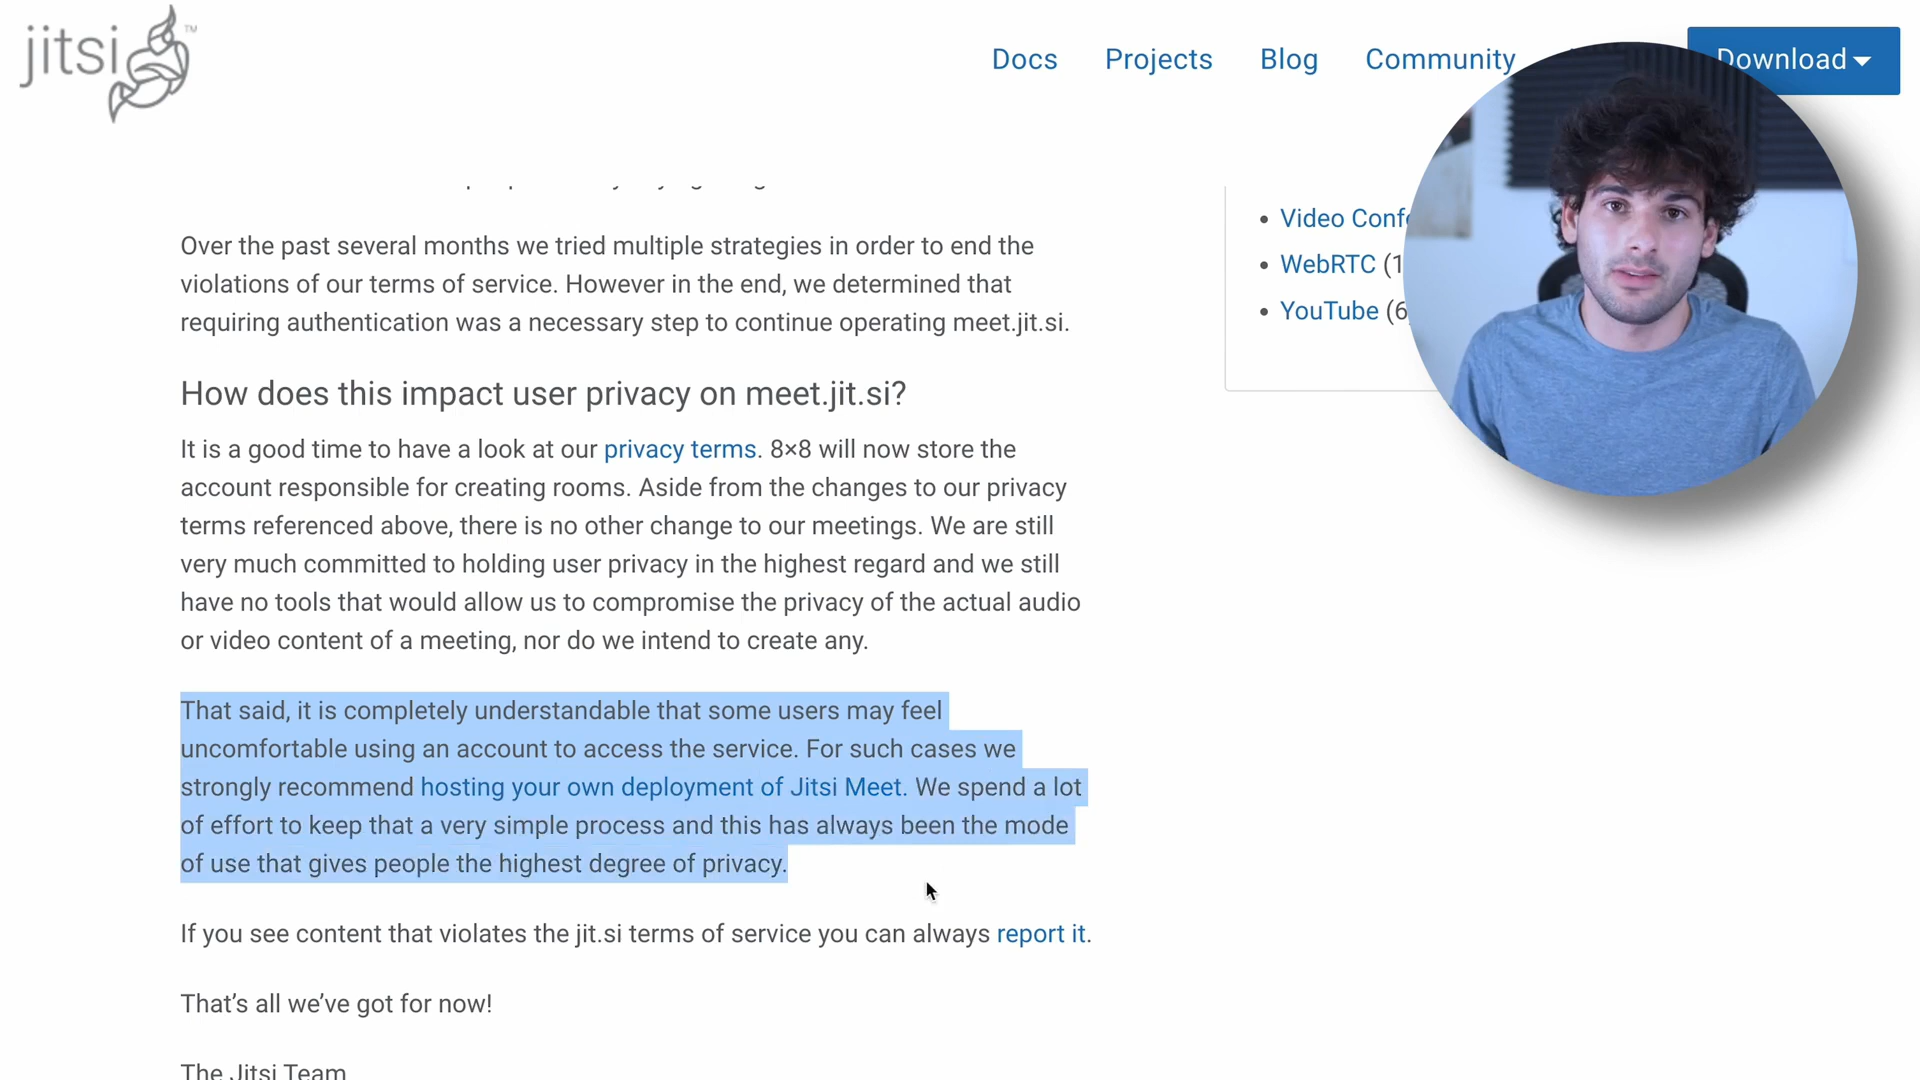 jitsi ™
Docs Projects Blog Community Download
Over the past several months we tried multiple strategies in order to end the
violations of our terms of service. However in the end, we determined that
requiring authentication was a necessary step to continue operating meet.jit.si.
How does this impact user privacy on meet.jit.si?
It is a good time to have a look at our privacy terms. 8×8 will now store the
account responsible for creating rooms. Aside from the changes to our privacy
terms referenced above, there is no other change to our meetings. We are still
very much committed to holding user privacy in the highest regard and we still
have no tools that would allow us to compromise the privacy of the actual audio
or video content of a meeting, nor do we intend to create any.
That said, it is completely understandable that some users may feel
uncomfortable using an account to access the service. For such cases we
strongly recommend hosting your own deployment of Jitsi Meet. We spend a lot
of effort to keep that a very simple process and this has always been the mode
of use that gives people the highest degree of privacy.
If you see content that violates the jit.si terms of service you can always report it.
That’s all we’ve got for now!
The Jitsi Team
• Video
• WebRTC (1
• YouTube (6